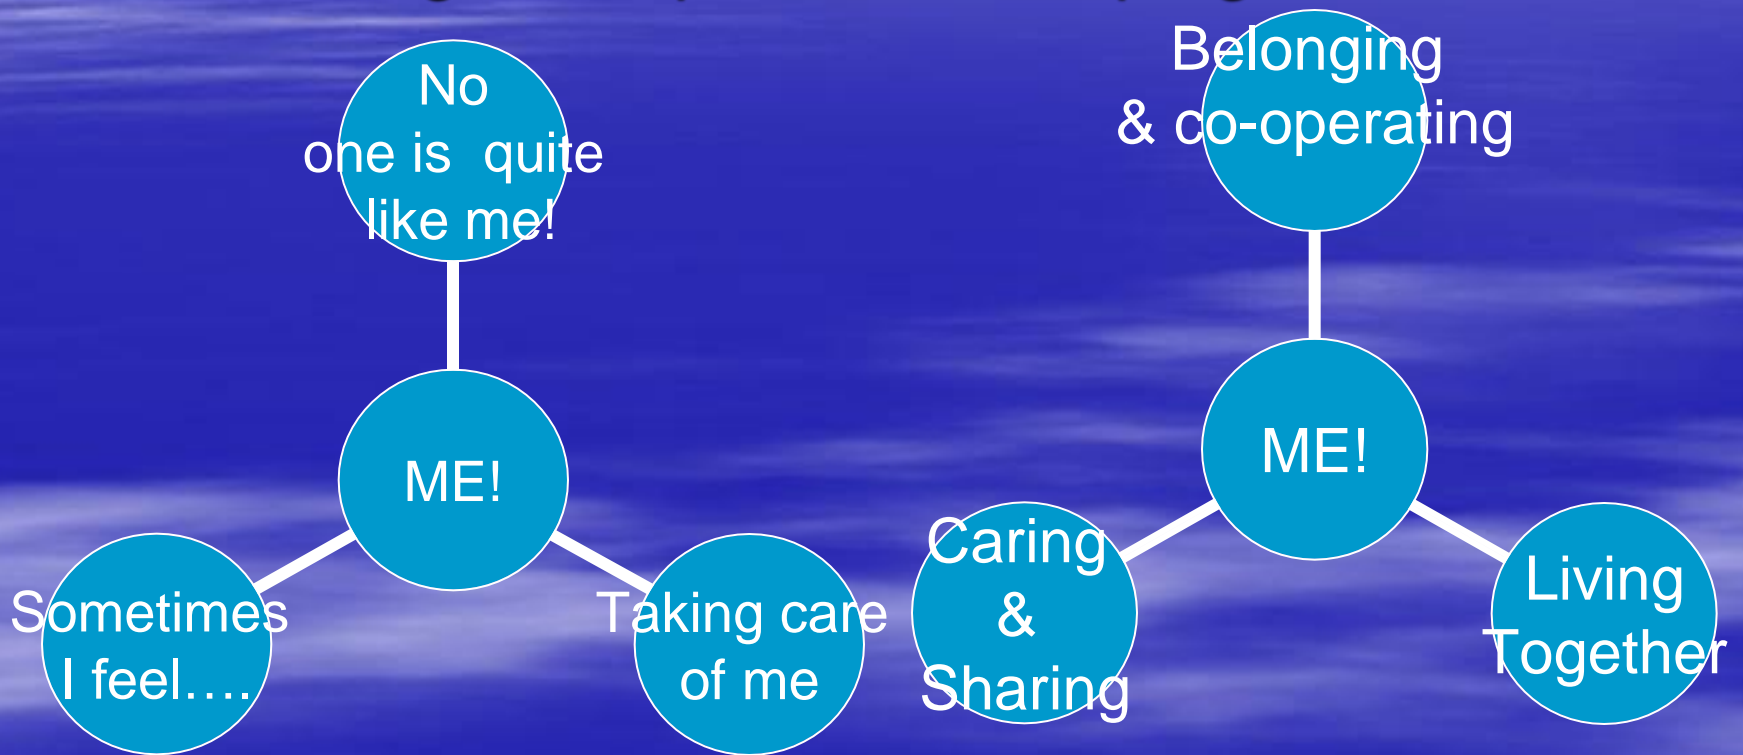 No
one is quite
like me!
ME!
Sometimes
I feel….
Taking care
of me
Belonging
& co-operating
ME!
Caring
&
Sharing
Living
Together